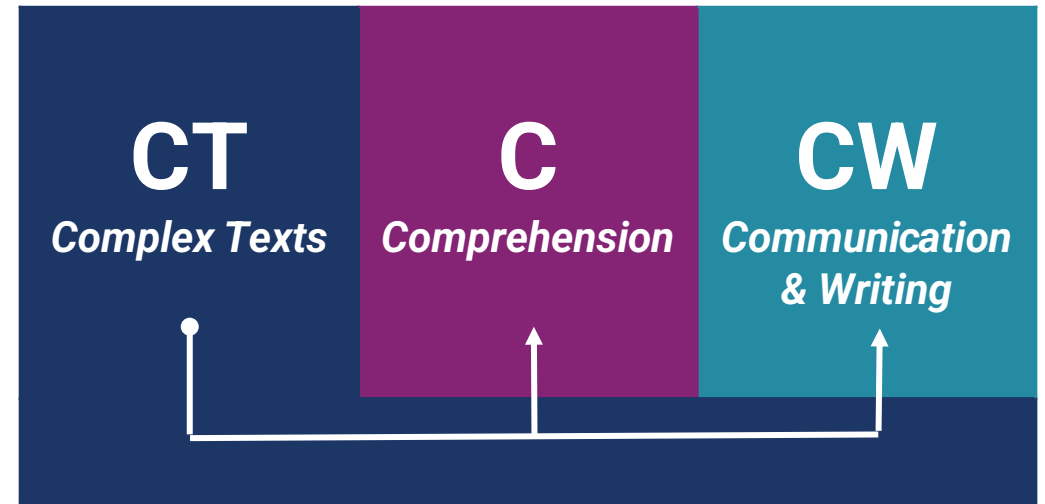 CT
Complex Texts
C
Comprehension
CW
Communication
& Writing